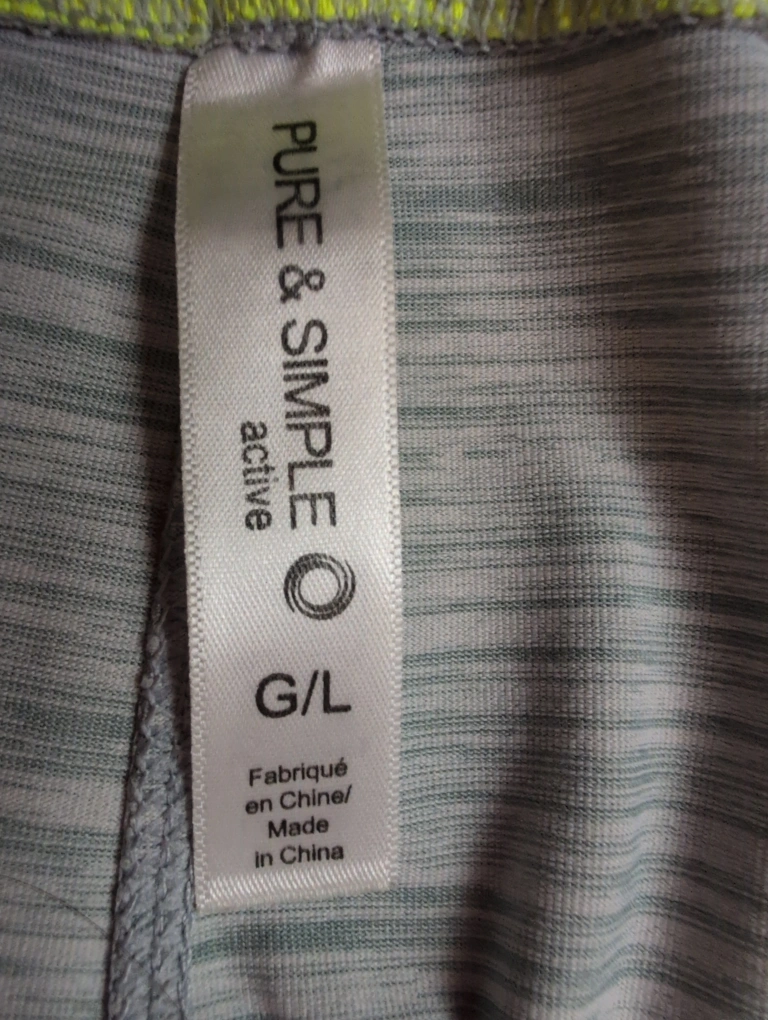 PURE & SIMPLE
active
G/L
Fabriqué
en Chine/
Made
in China